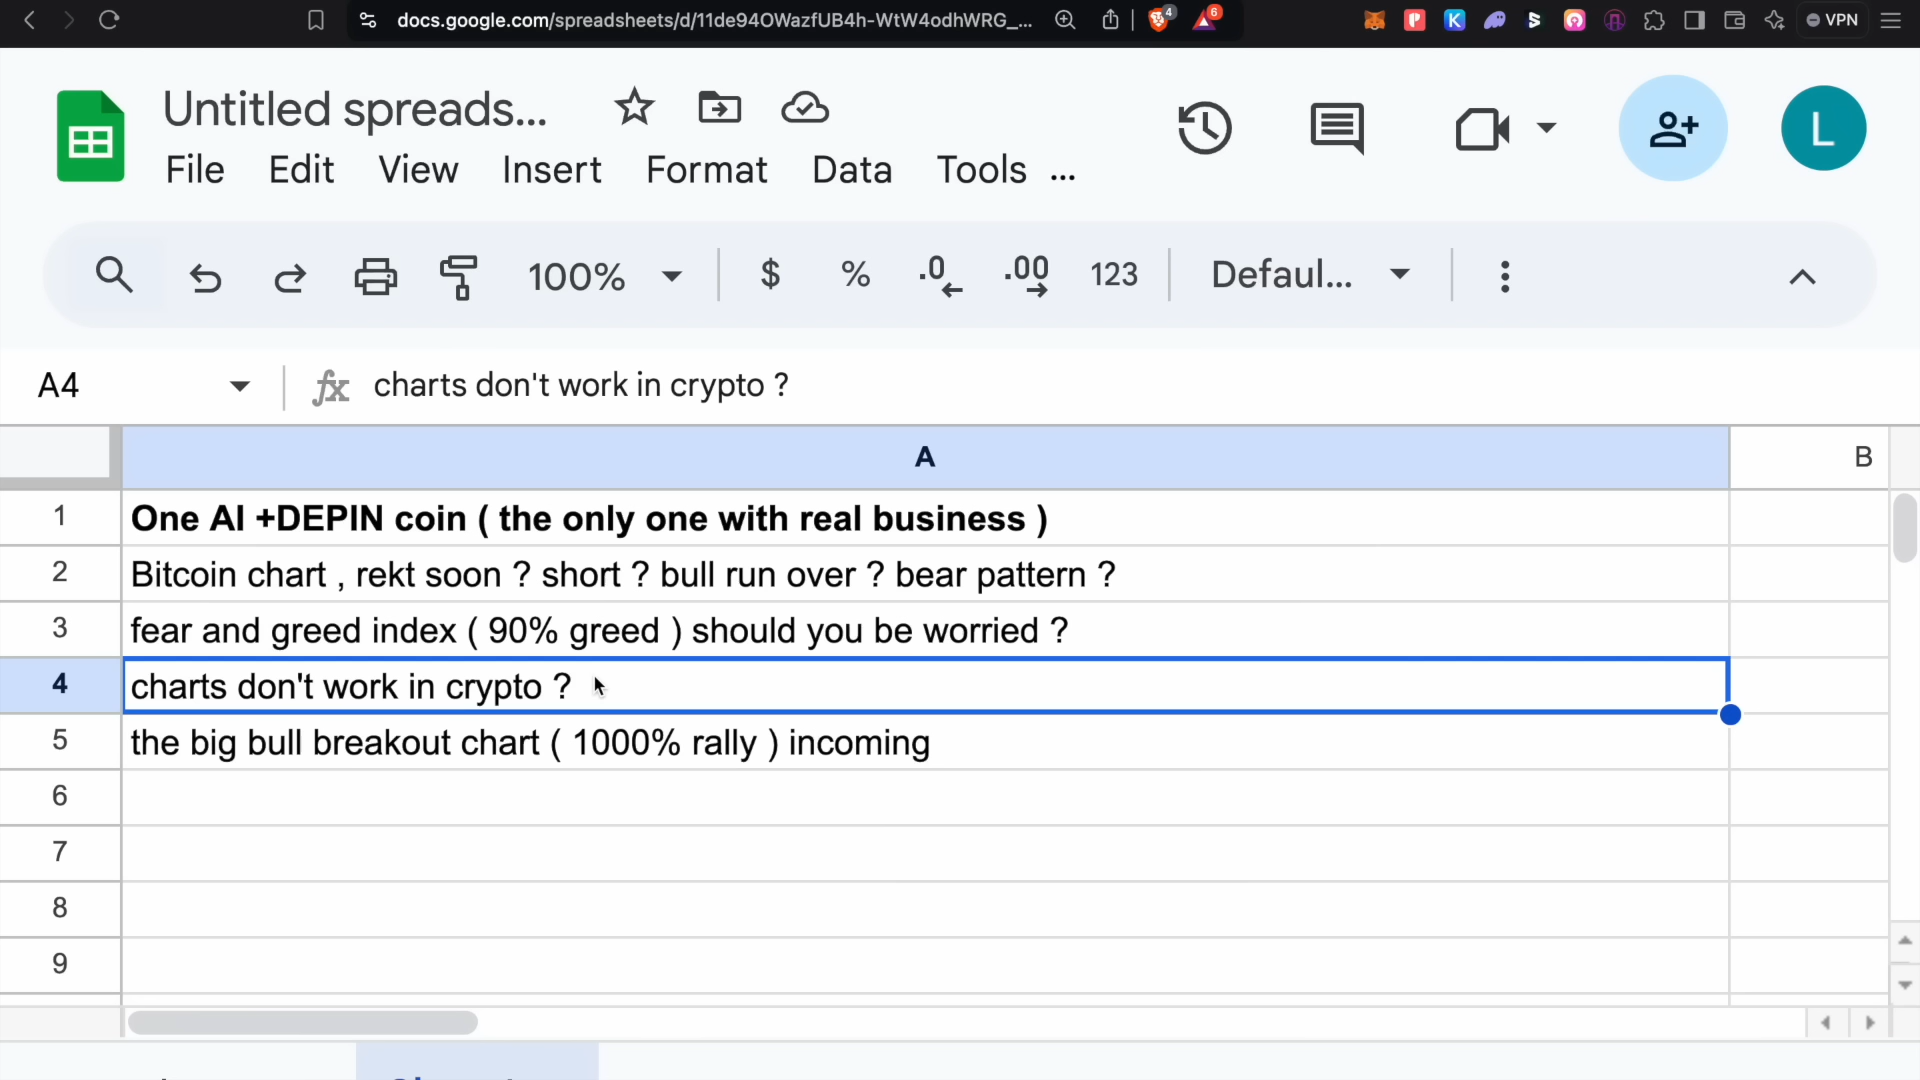 docs.google.com/spreadsheets/d/11de94OWazfUB4h-WtW4odhWRG_...
4
6
VPN
Untitled spreads...
File Edit View Insert Format Data Tools ...
L
100% $ % .0 .00 123 Defaul...
A4 fx charts don't work in crypto ?
A B
1 One AI +DEPIN coin ( the only one with real business )
2 Bitcoin chart , rekt soon ? short ? bull run over ? bear pattern ?
3 fear and greed index ( 90% greed ) should you be worried ?
4 charts don't work in crypto ?
5 the big bull breakout chart ( 1000% rally ) incoming
6
7
8
9